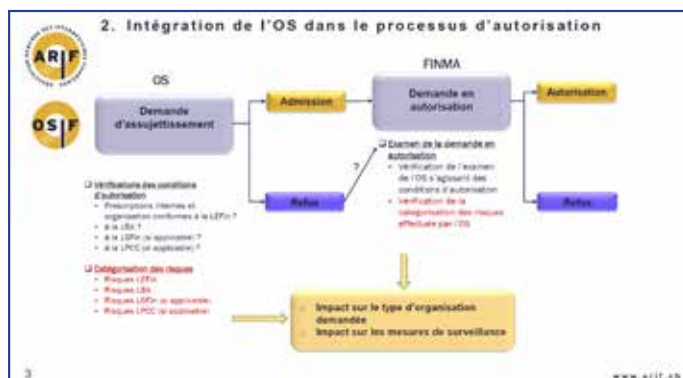 2. Intégration de l'OS dans le processus d'autorisation
ARIF
OSIF
OS
FINMA
Demande
d'assujettissement
Admission
Demande en
autorisation
Autorisation
Refus
?
Refus
Vérifications des conditions
d'autorisation
• Prescriptions internes et
organisation conformes à la LEFin ?
• à la LBA ?
• à la LSFin (si applicable) ?
• à la LPCC (si applicable) ?
Catégorisation des risques
• Risques LEFin
• Risques LBA
• Risques LSFin (si applicable)
• Risques LPCC (si applicable)
Examen de la demande en
autorisation
• Vérification de l'examen
de l'OS s'agissant des
conditions d'autorisation
• Vérification de la
catégorisation des risques
effectuée par l'OS
Impact sur le type d'organisation
demandée
Impact sur les mesures de surveillance
3
www.arif.ch